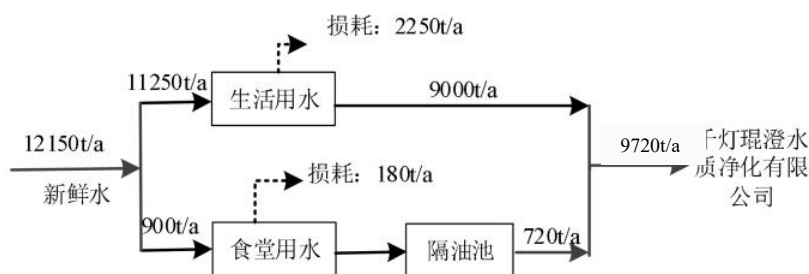 损耗：2250t/a
11250t/a
生活用水
9000t/a
12150t/a
新鲜水
9720t/a
千灯琨澄水
质净化有限
公司
损耗：180t/a
900t/a
食堂用水
隔油池
720t/a